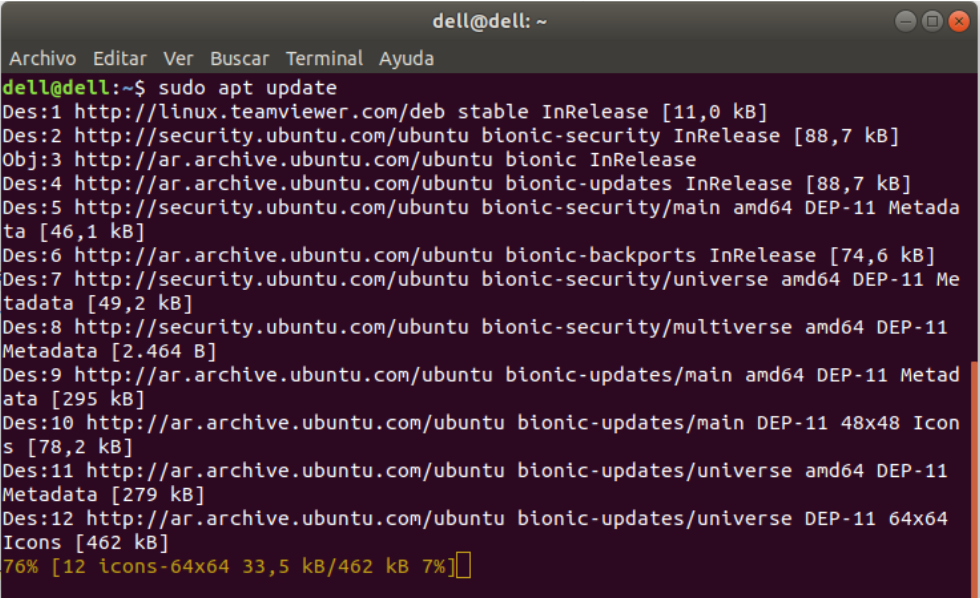 dell@dell: ~
Archivo Editar Ver Buscar Terminal Ayuda
dell@dell:~$ sudo apt update
Des:1 http://linux.teamviewer.com/deb stable InRelease [11,0 kB]
Des:2 http://security.ubuntu.com/ubuntu bionic-security InRelease [88,7 kB]
Obj:3 http://ar.archive.ubuntu.com/ubuntu bionic InRelease
Des:4 http://ar.archive.ubuntu.com/ubuntu bionic-updates InRelease [88,7 kB]
Des:5 http://security.ubuntu.com/ubuntu bionic-security/main amd64 DEP-11 Metada
ta [46,1 kB]
Des:6 http://ar.archive.ubuntu.com/ubuntu bionic-backports InRelease [74,6 kB]
Des:7 http://security.ubuntu.com/ubuntu bionic-security/universe amd64 DEP-11 Me
tadata [49,2 kB]
Des:8 http://security.ubuntu.com/ubuntu bionic-security/multiverse amd64 DEP-11
Metadata [2.464 B]
Des:9 http://ar.archive.ubuntu.com/ubuntu bionic-updates/main amd64 DEP-11 Metad
ata [295 kB]
Des:10 http://ar.archive.ubuntu.com/ubuntu bionic-updates/main DEP-11 48x48 Icon
s [78,2 kB]
Des:11 http://ar.archive.ubuntu.com/ubuntu bionic-updates/universe amd64 DEP-11
Metadata [279 kB]
Des:12 http://ar.archive.ubuntu.com/ubuntu bionic-updates/universe DEP-11 64x64
Icons [462 kB]
76% [12 icons-64x64 33,5 kB/462 kB 7%]